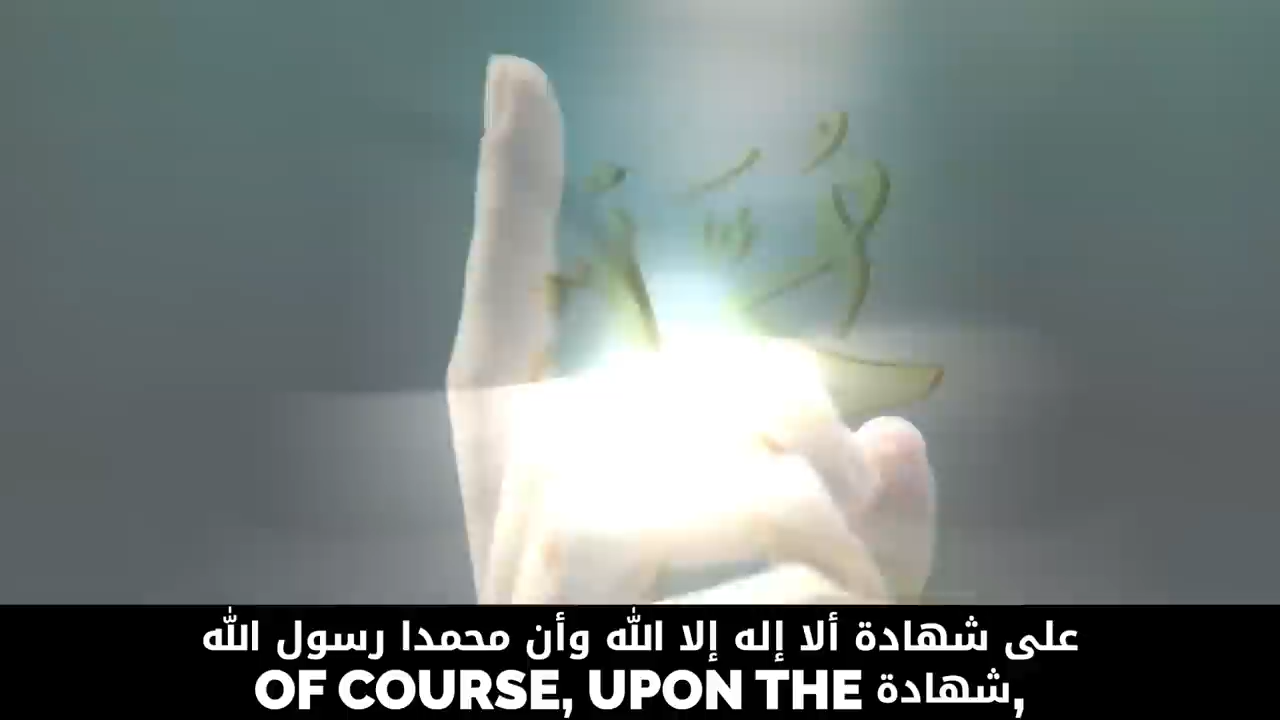 على شهادة ألا إله إلا الله وأن محمدا رسول الله
OF COURSE, UPON THE شهادة,